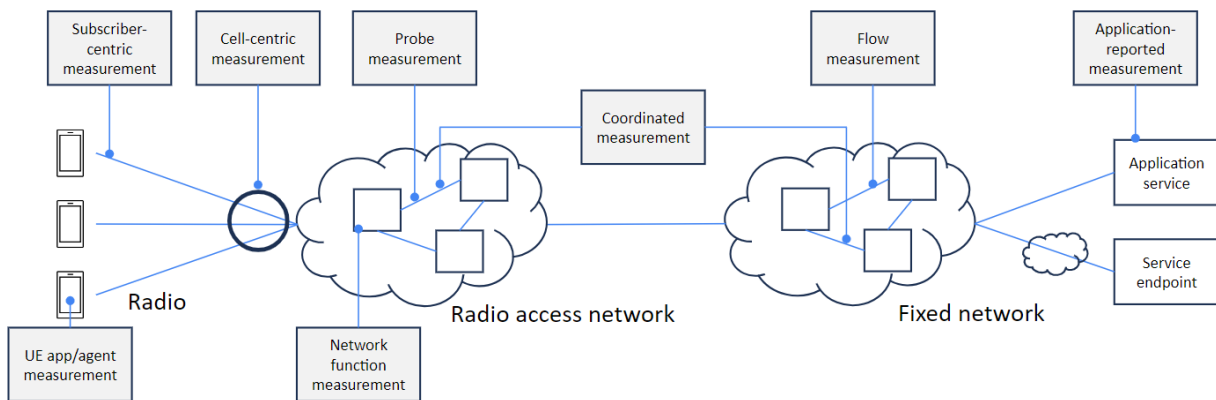 Subscriber-
centric
measurement
Cell-centric
measurement
Probe
measurement
Flow
measurement
Application-
reported
measurement
Coordinated
measurement
Application
service
Service
endpoint
Radio
Radio access network
Fixed network
UE app/agent
measurement
Network
function
measurement